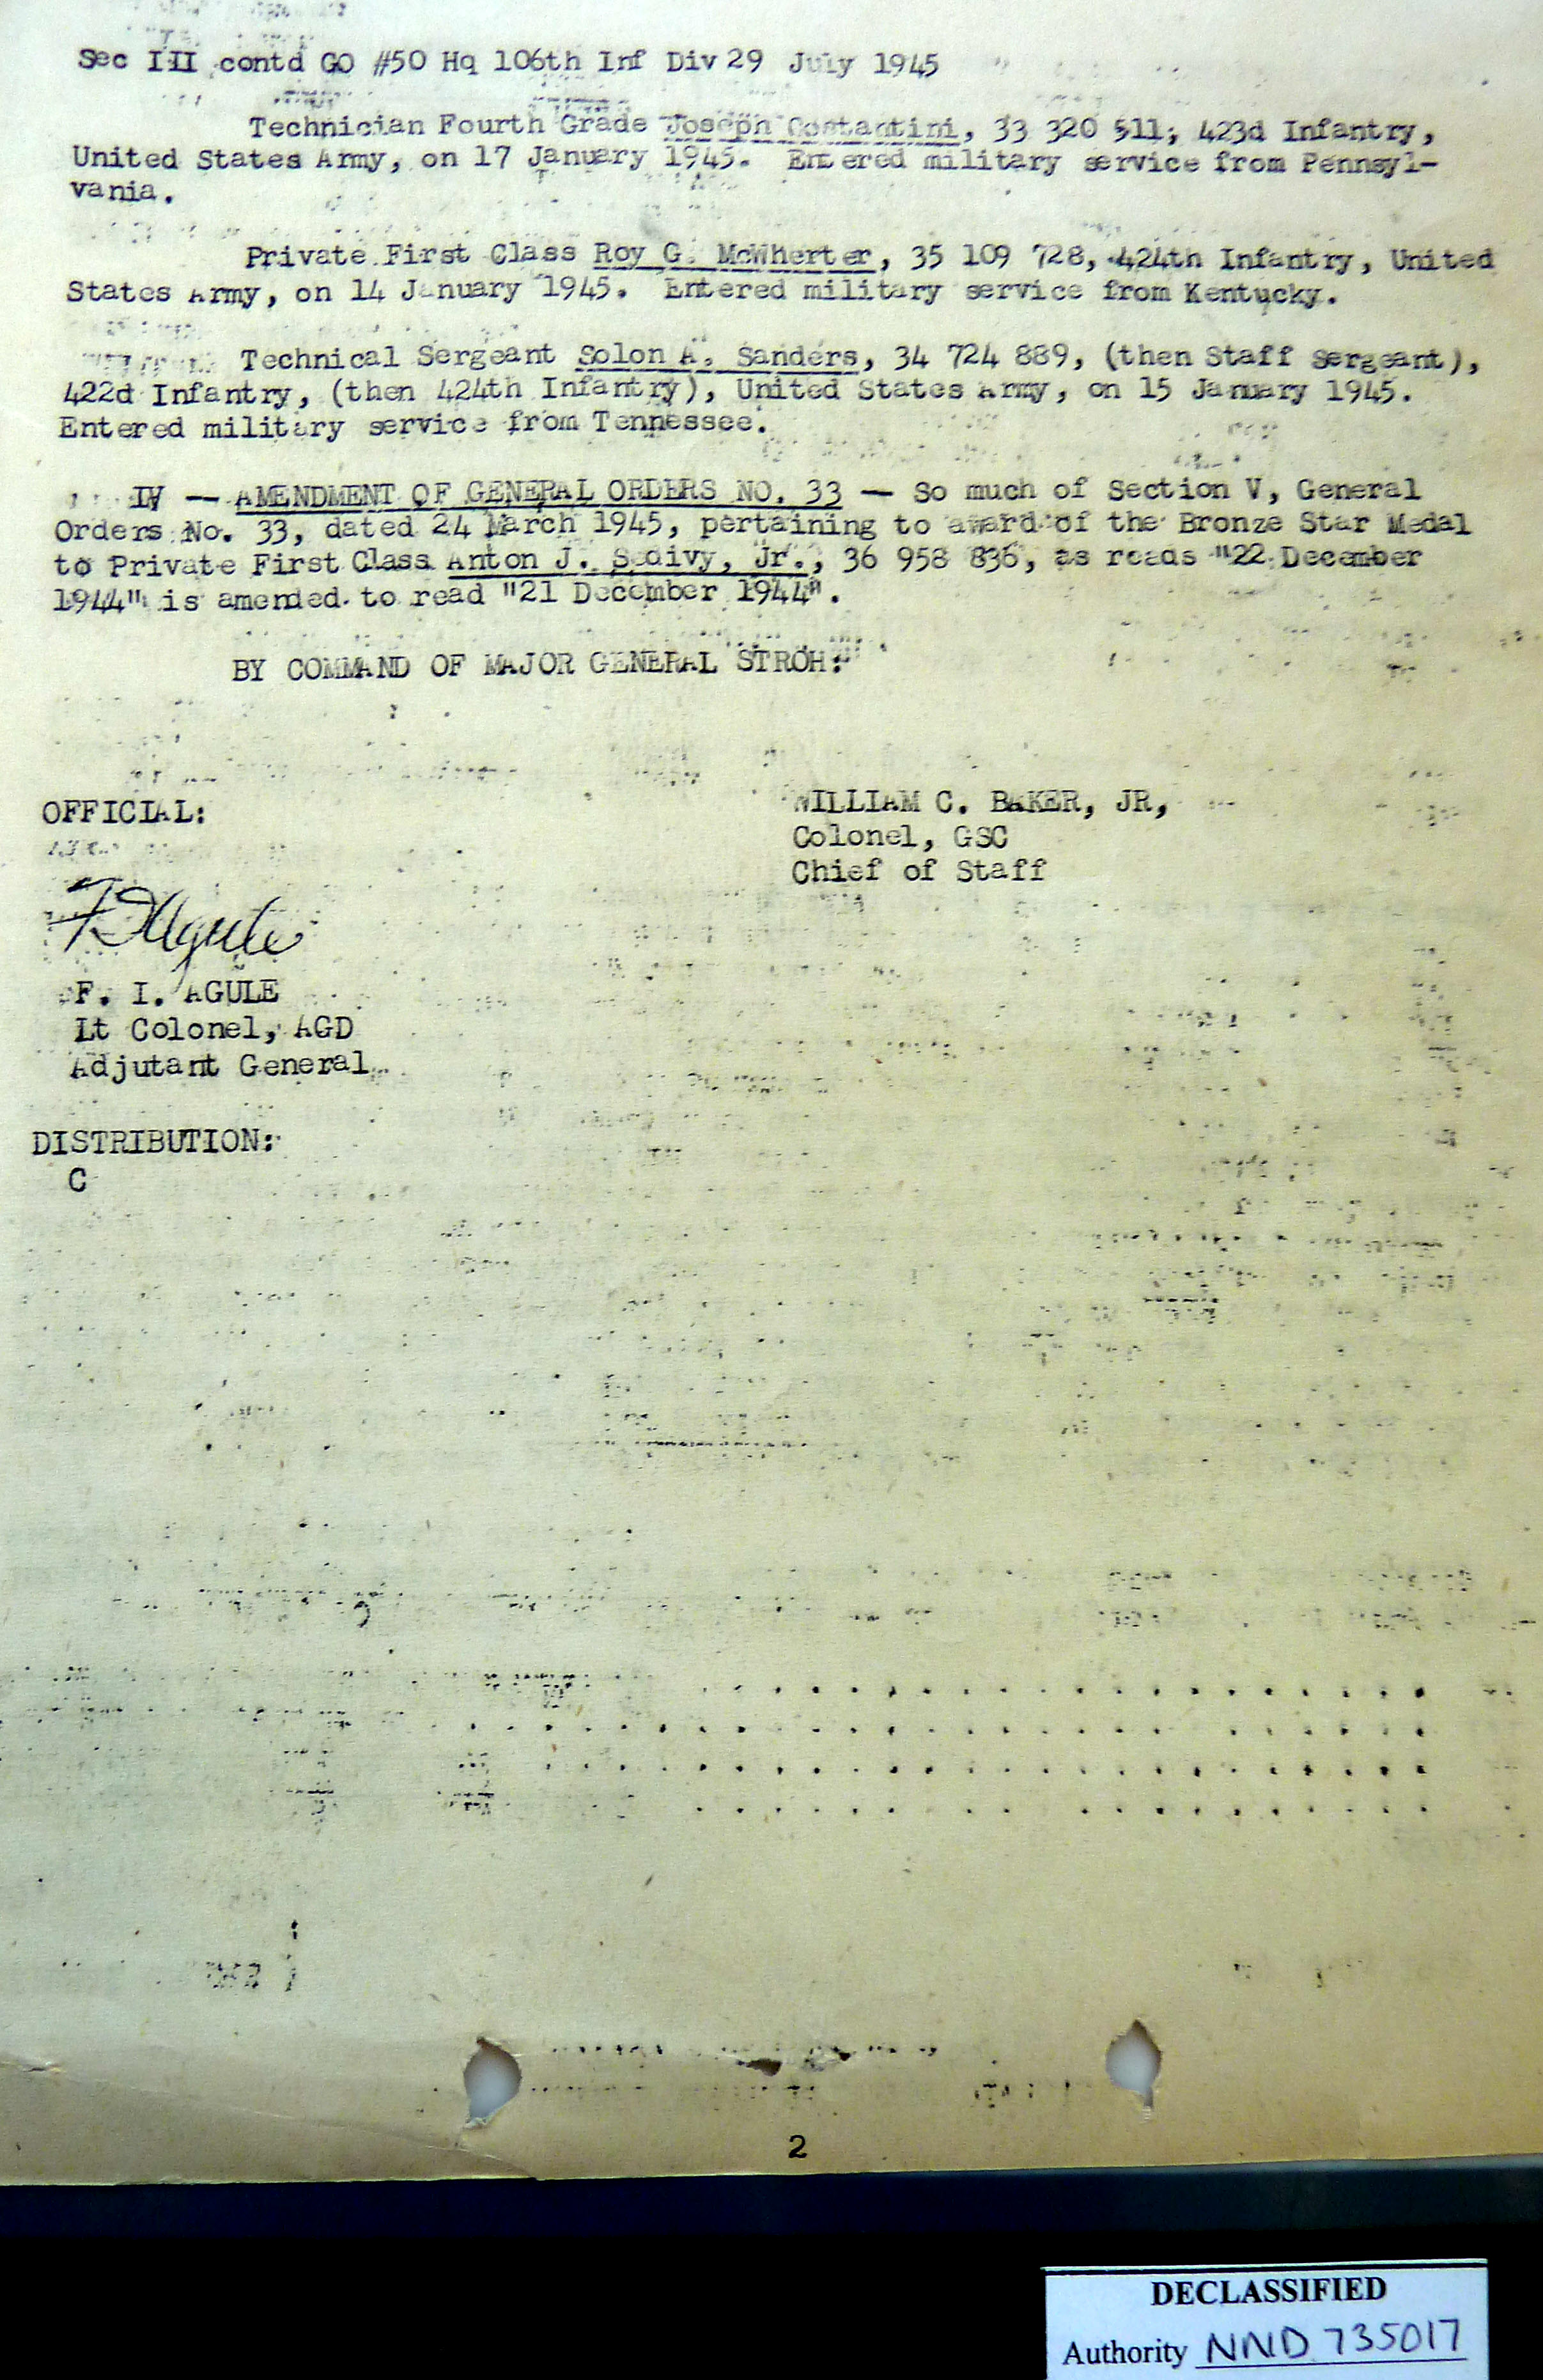 Sec III contd GO #50 Hq 106th Inf Div 29 July 1945
Technician Fourth Grade Joseph Costantini, 33 320 511, 423d Infantry,
United States Army, on 17 January 1945. Entered military service from Pennsyl-
vania.
Private First Class Roy G. McWherter, 35 109 728, 424th Infantry, United
States Army, on 14 January 1945. Entered military service from Kentucky.
Technical Sergeant Solon A. Sanders, 34 724 889, (then Staff Sergeant),
422d Infantry, (then 424th Infantry), United States Army, on 15 January 1945.
Entered military service from Tennessee.
IV — AMENDMENT OF GENERAL ORDERS NO. 33 — So much of Section V, General
Orders No. 33, dated 24 March 1945, pertaining to award of the Bronze Star Medal
to Private First Class Anton J. Sedivy, Jr., 36 958 836, as reads "22 December
1944" is amended to read "21 December 1944".
BY COMMAND OF MAJOR GENERAL STROH:
WILLIAM C. BAKER, JR,
Colonel, GSC
Chief of Staff
OFFICIAL:
F I Agule
F. I. AGULE
Lt Colonel, AGD
Adjutant General
DISTRIBUTION:
C
2
DECLASSIFIED
Authority NND 735017